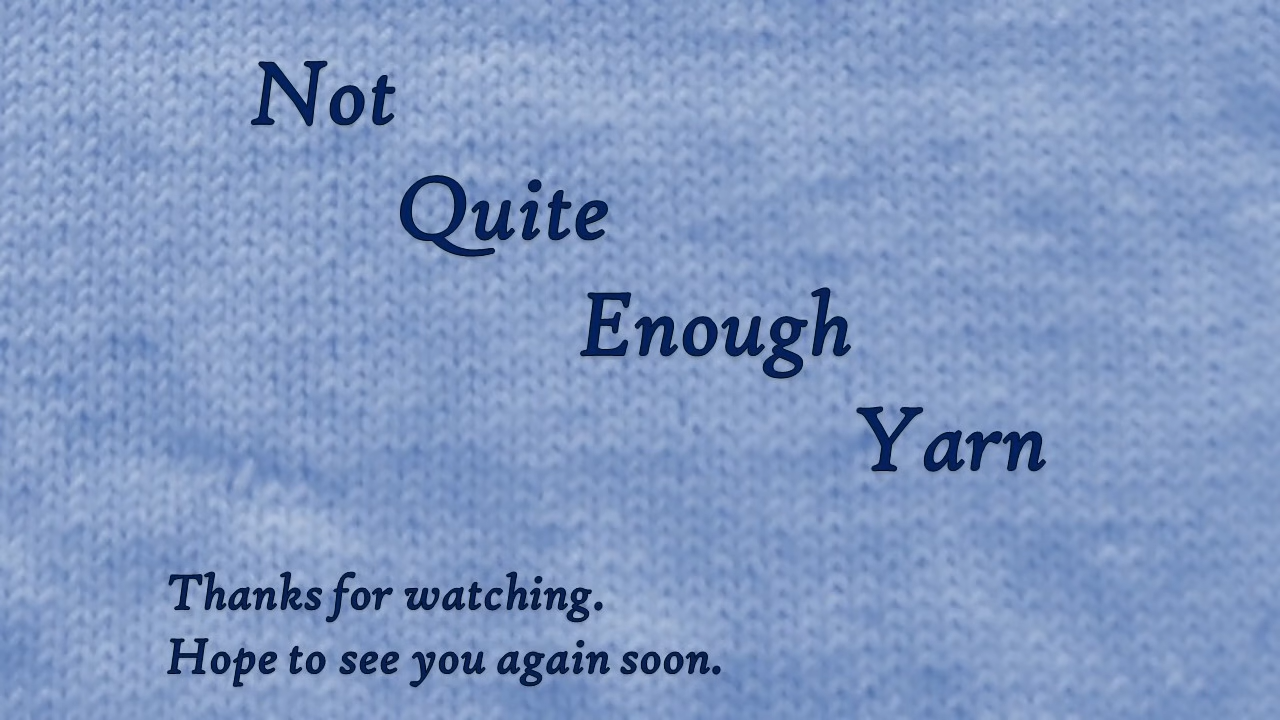 Not
Quite
Enough
Yarn
Thanks for watching.
Hope to see you again soon.